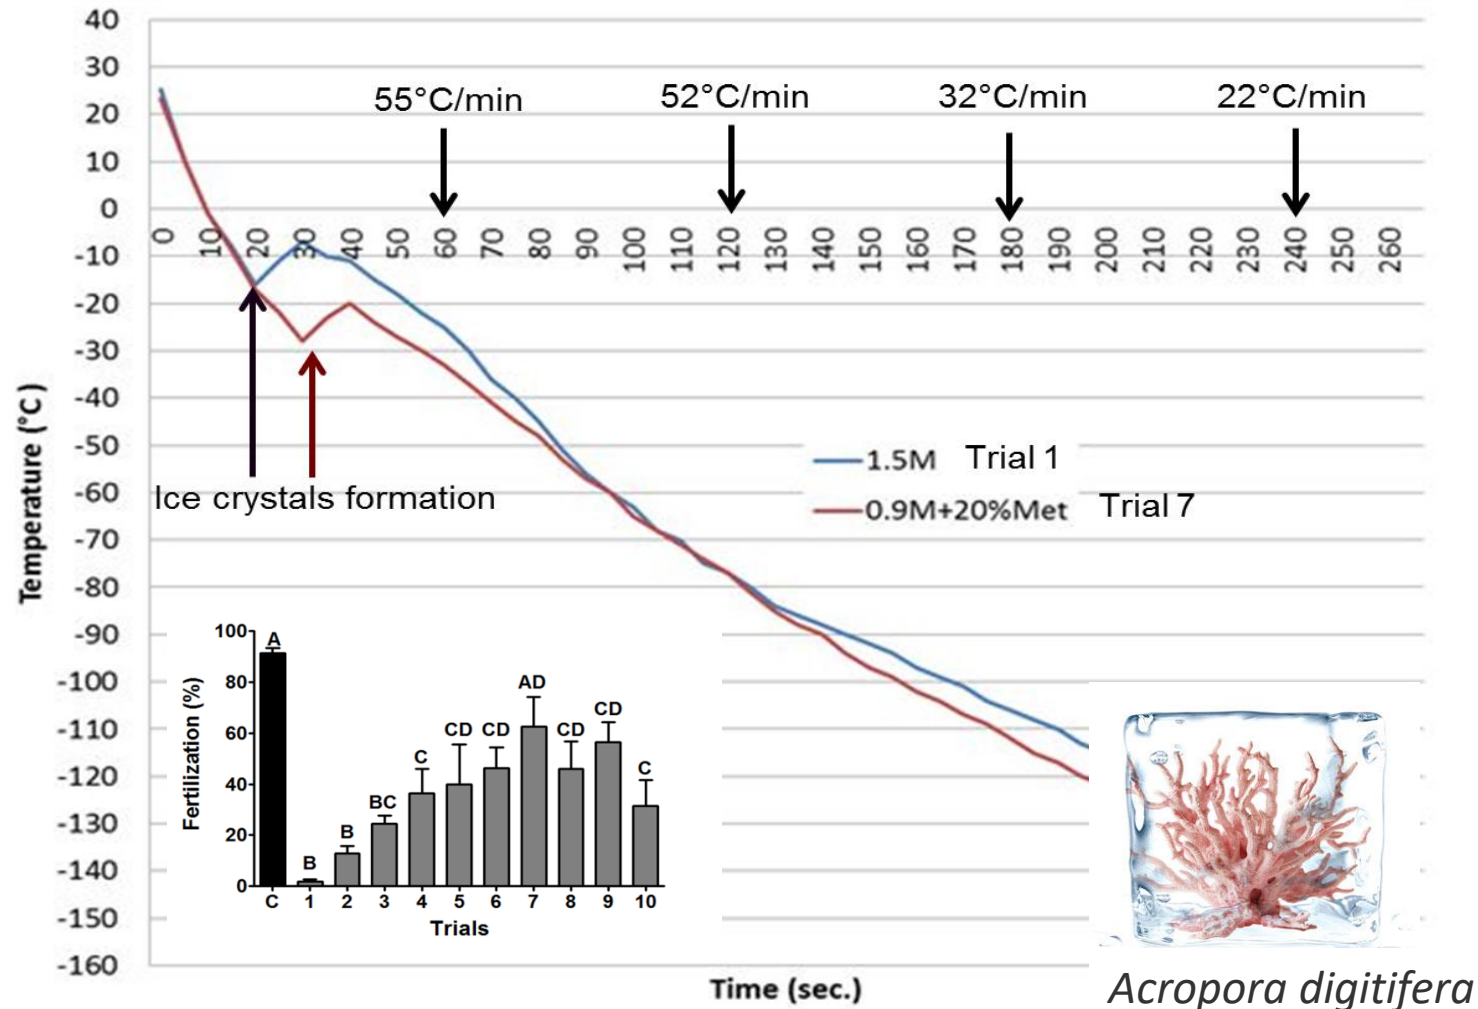 40
30
20
10
0
-10
-20
-30
-40
-50
-60
-70
-80
-90
-100
-110
-120
-130
-140
-150
-160
Temperature (°C)
55°C/min 52°C/min 32°C/min 22°C/min
0 10 20 30 40 50 60 70 80 90 100 110 120 130 140 150 160 170 180 190 200 210 220 230 240 250 260
Ice crystals formation
1.5M Trial 1
0.9M+20%Met Trial 7
Fertilization (%)
100
80
60
40
20
0
A B B BC C CD CD AD CD CD C
C 1 2 3 4 5 6 7 8 9 10
Trials
Time (sec.)
Acropora digitifera